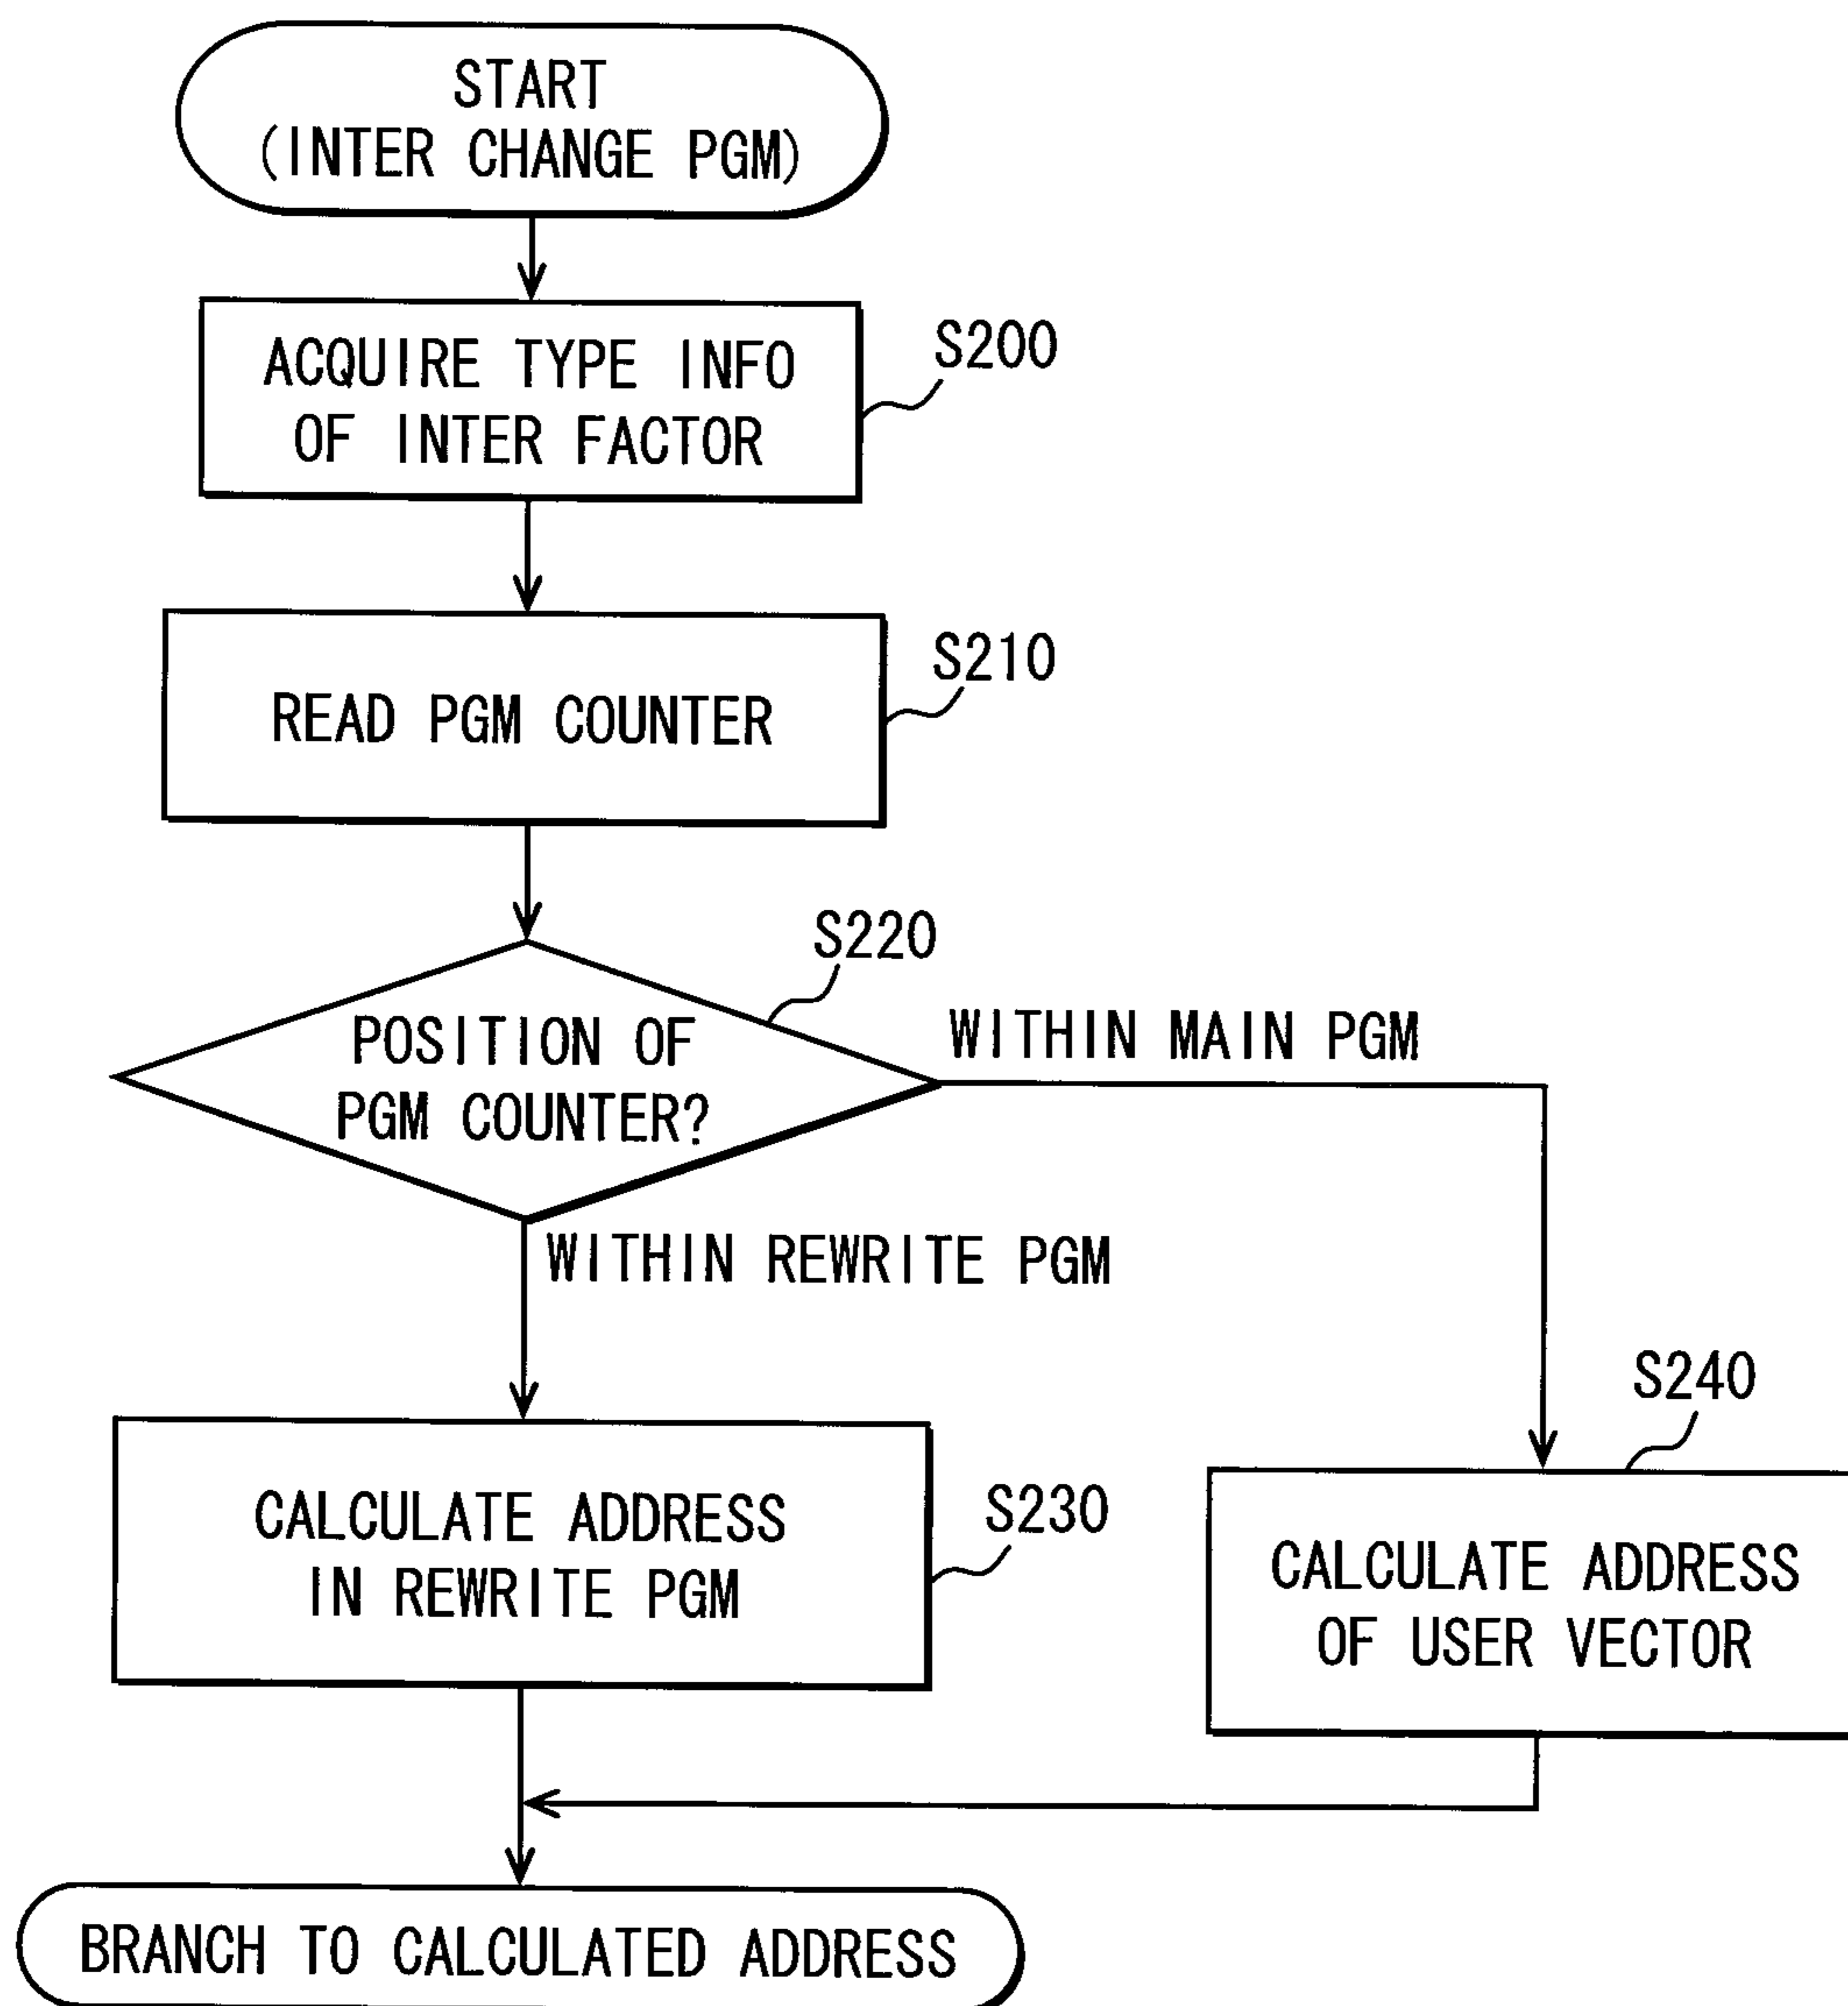 START
(INTER CHANGE PGM)
ACQUIRE TYPE INFO
OF INTER FACTOR
S200
READ PGM COUNTER
S210
S220
POSITION OF
PGM COUNTER?
WITHIN MAIN PGM
WITHIN REWRITE PGM
CALCULATE ADDRESS
IN REWRITE PGM
S230
S240
CALCULATE ADDRESS
OF USER VECTOR
BRANCH TO CALCULATED ADDRESS